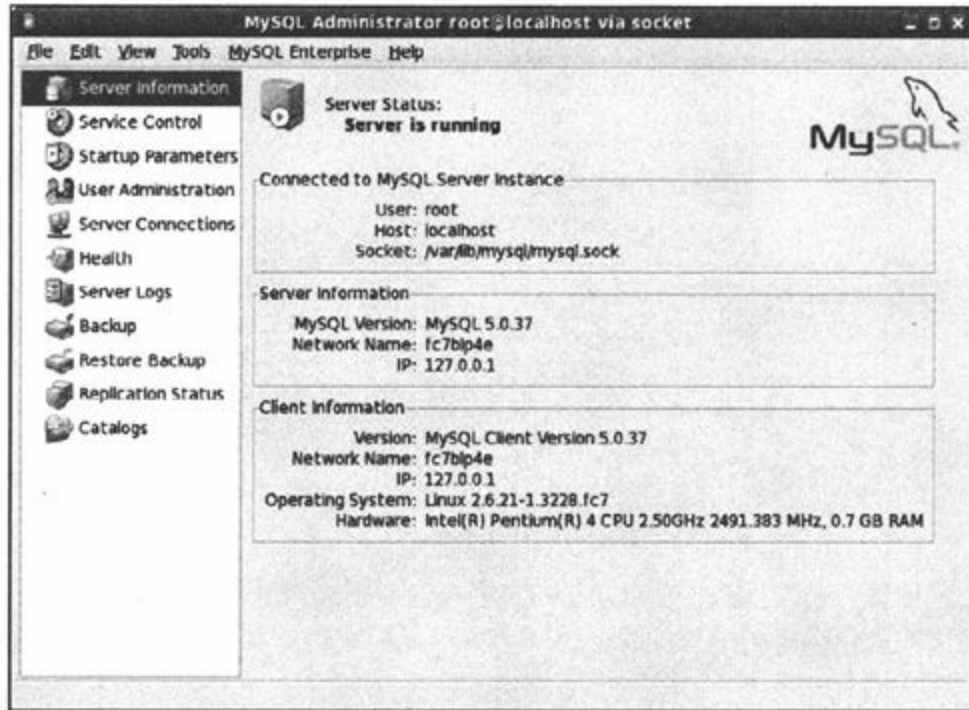 MySQL Administrator root@localhost via socket
File Edit View Tools MySQL Enterprise Help
Server Information
Service Control
Startup Parameters
User Administration
Server Connections
Health
Server Logs
Backup
Restore Backup
Replication Status
Catalogs
Server Status:
Server is running
MySQL.
Connected to MySQL Server Instance
User: root
Host: localhost
Socket: /var/lib/mysql/mysql.sock
Server Information
MySQL Version: MySQL 5.0.37
Network Name: fc7blp4e
IP: 127.0.0.1
Client Information
Version: MySQL Client Version 5.0.37
Network Name: fc7blp4e
IP: 127.0.0.1
Operating System: Linux 2.6.21-1.3228.fc7
Hardware: Intel(R) Pentium(R) 4 CPU 2.50GHz 2491.383 MHz, 0.7 GB RAM